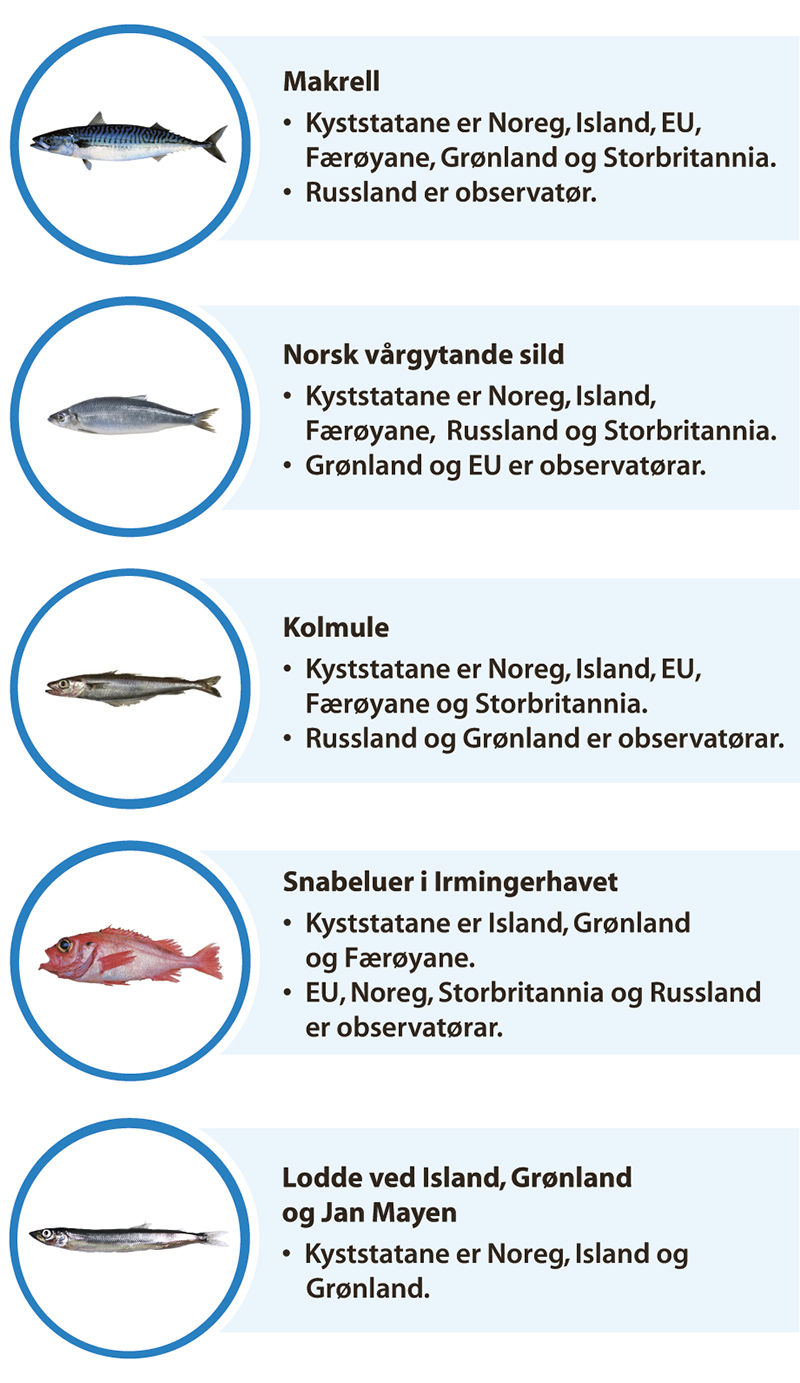 Makrell
• Kyststatane er Noreg, Island, EU,
Færøyane, Grønland og Storbritannia.
• Russland er observatør.
Norsk vårgytande sild
• Kyststatane er Noreg, Island,
Færøyane, Russland og Storbritannia.
• Grønland og EU er observatørar.
Kolmule
• Kyststatane er Noreg, Island, EU,
Færøyane og Storbritannia.
• Russland og Grønland er observatørar.
Snabeluer i Irmingerhavet
• Kyststatane er Island, Grønland
og Færøyane.
• EU, Noreg, Storbritannia og Russland
er observatørar.
Lodde ved Island, Grønland
og Jan Mayen
• Kyststatane er Noreg, Island og
Grønland.